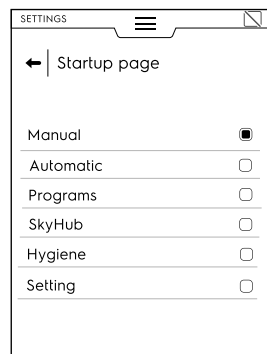 SETTINGS
Startup page
Manual
Automatic
Programs
SkyHub
Hygiene
Setting